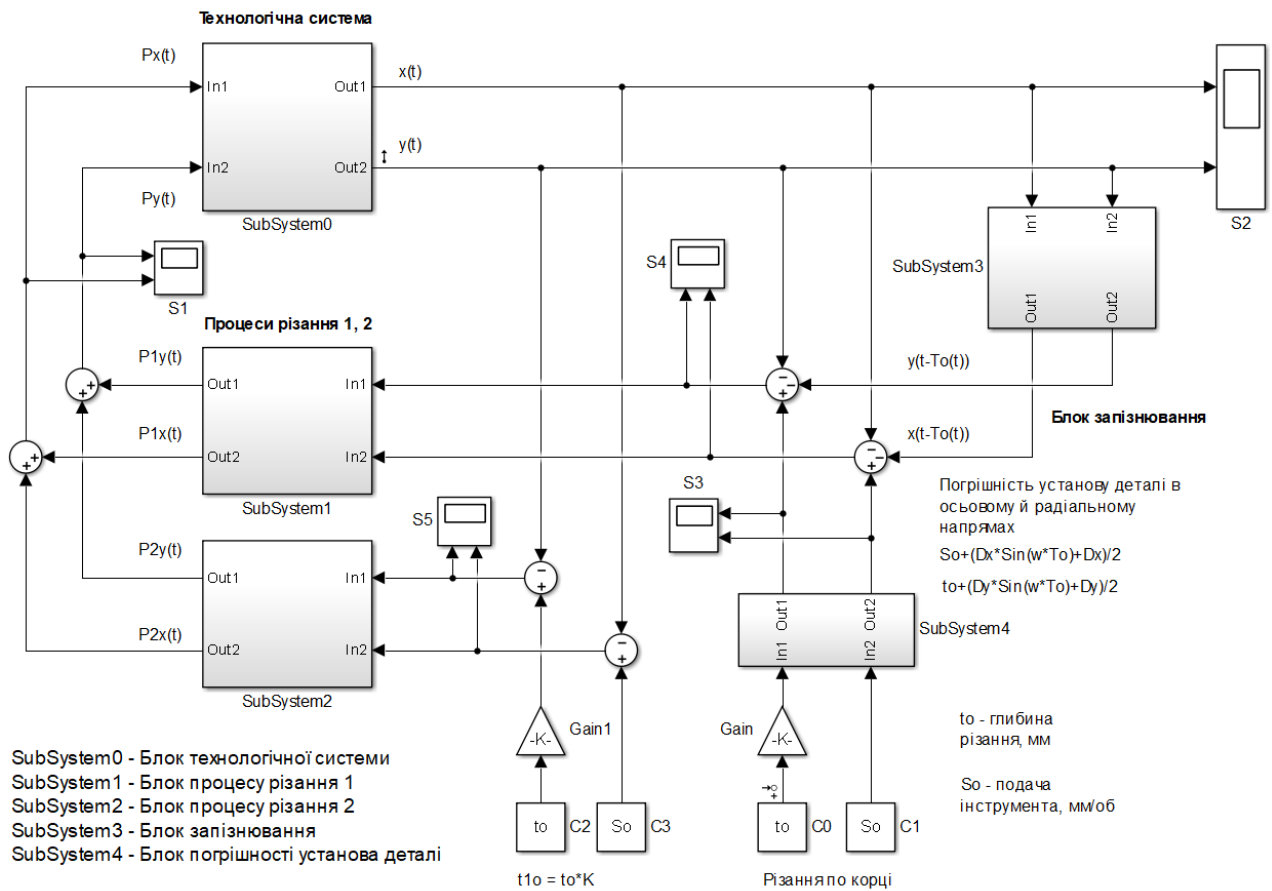 Технологічна система
Px(t)
In1
Out1
x(t)
In2
Out2
y(t)
Py(t)
SubSystem0
S2
In1
In2
SubSystem3
Out1
Out2
S4
S1
Процеси різання 1, 2
P1y(t)
Out1
In1
+
+
−
−
+
y(t-To(t))
Блок запізнювання
P1x(t)
Out2
In2
+
+
−
−
+
x(t-To(t))
SubSystem1
S5
S3
Погрішність установу деталі в
осьовому й радіальному
напрямах
So+(Dx*Sin(w*To)+Dx)/2
to+(Dy*Sin(w*To)+Dy)/2
P2y(t)
Out1
In1
−
+
P2x(t)
Out2
In2
−
+
SubSystem2
Out1
Out2
In1
In2
SubSystem4
-K-
Gain1
Gain
-K-
to - глибина
різання, мм
So - подача
інструмента, мм/об
SubSystem0 - Блок технологічної системи
SubSystem1 - Блок процесу різання 1
SubSystem2 - Блок процесу різання 2
SubSystem3 - Блок запізнювання
SubSystem4 - Блок погрішності установа деталі
to
C2
So
C3
to
C0
So
C1
t1o = to*K
Різання по корці